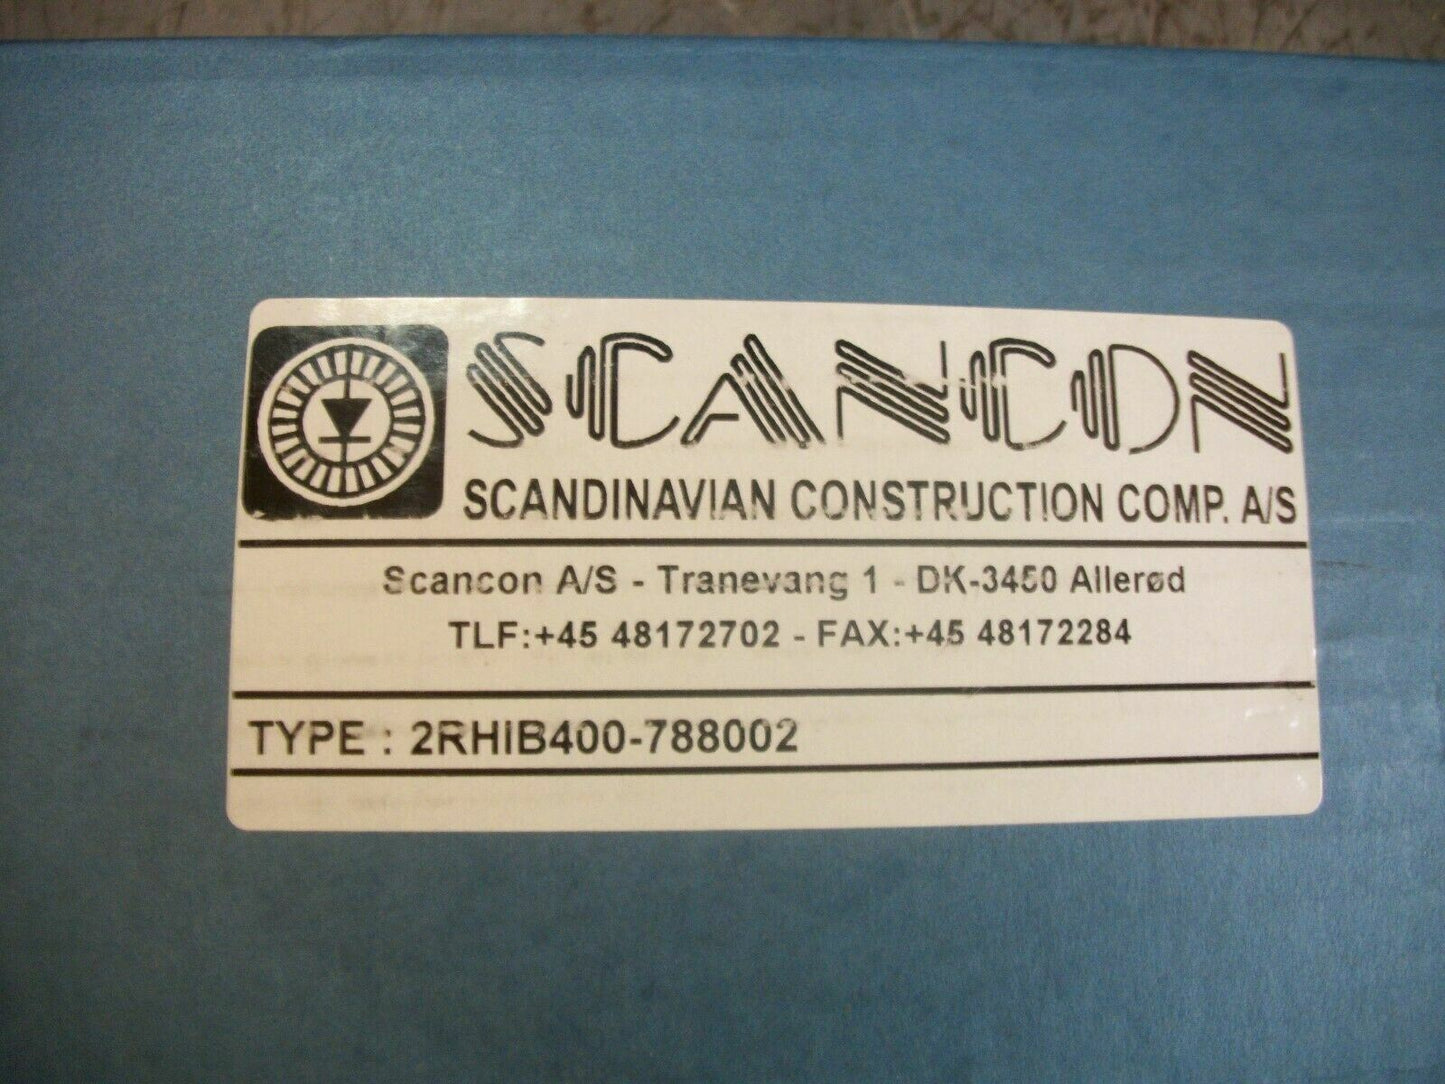 SCANCON
SCANDINAVIAN CONSTRUCTION COMP. A/S
Scancon A/S - Tranevang 1 - DK-3450 Allerød
TLF:+45 48172702 - FAX:+45 48172284
TYPE : 2RHIB400-788002